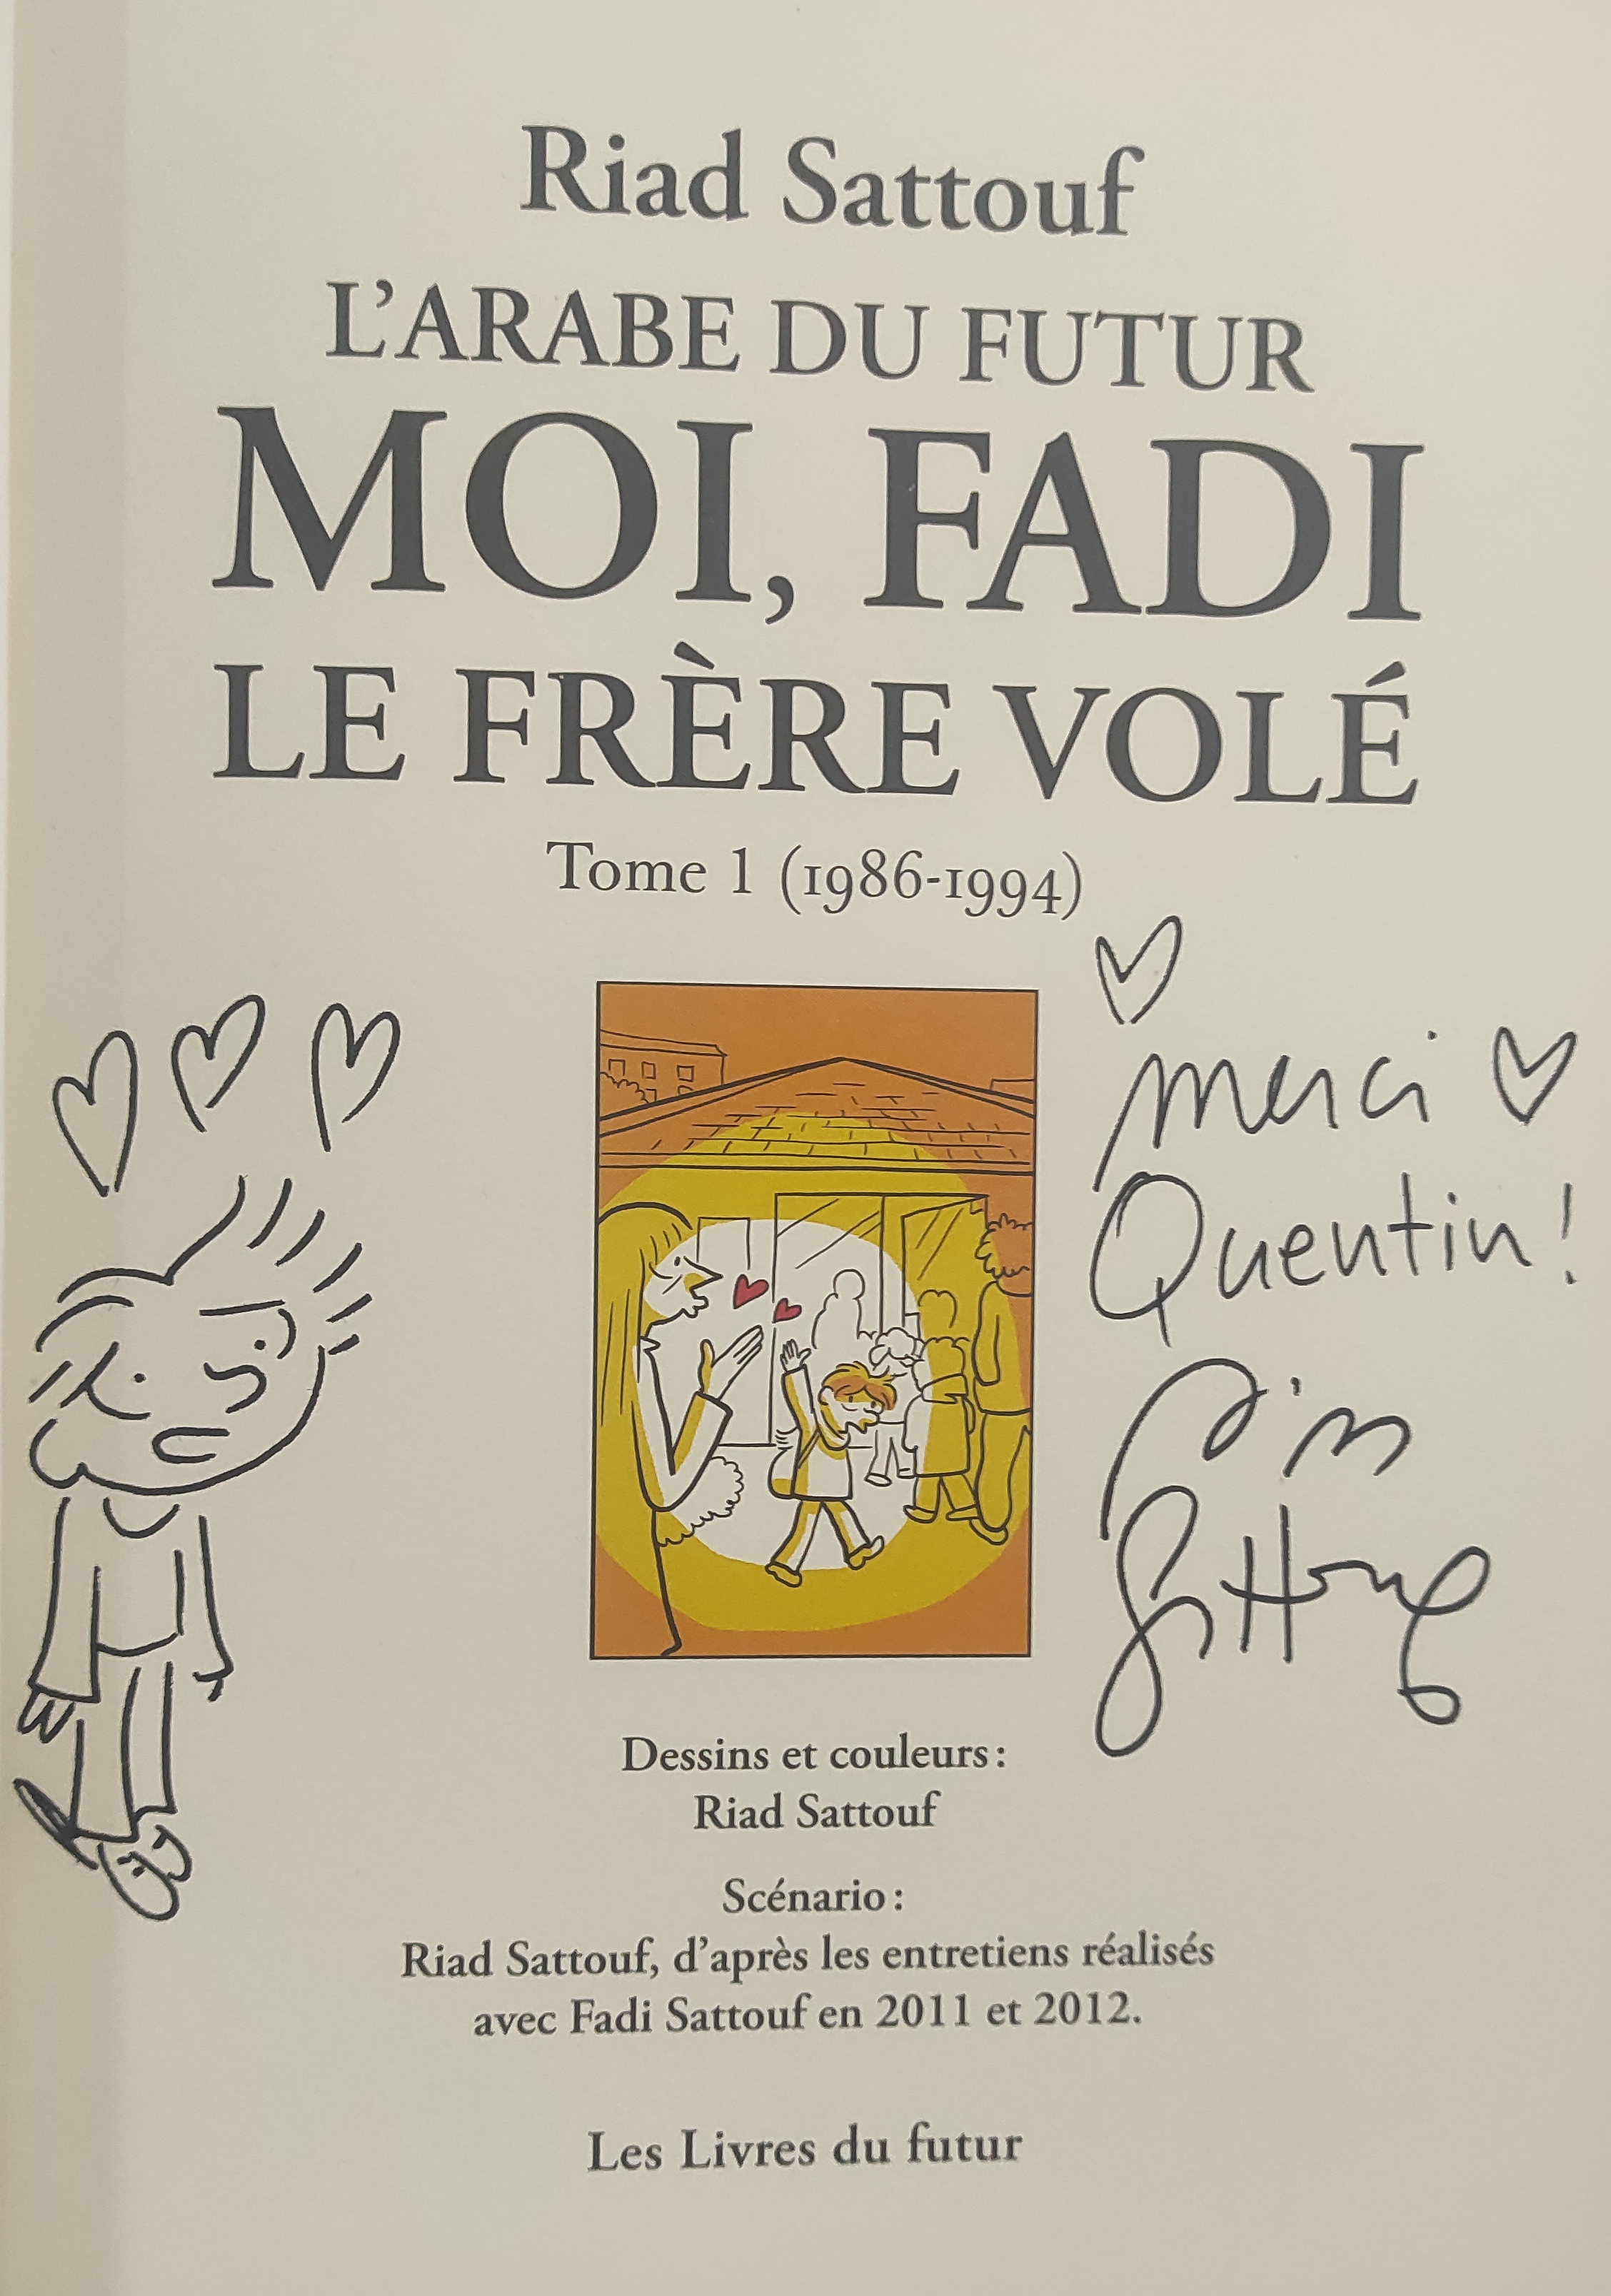 Riad Sattouf
L'ARABE DU FUTUR
MOI, FADI
LE FRÈRE VOLÉ
Tome 1 (1986-1994)
merci
Quentin!
Dessins et couleurs :
Riad Sattouf
Scénario :
Riad Sattouf, d'après les entretiens réalisés
avec Fadi Sattouf en 2011 et 2012.
Les Livres du futur